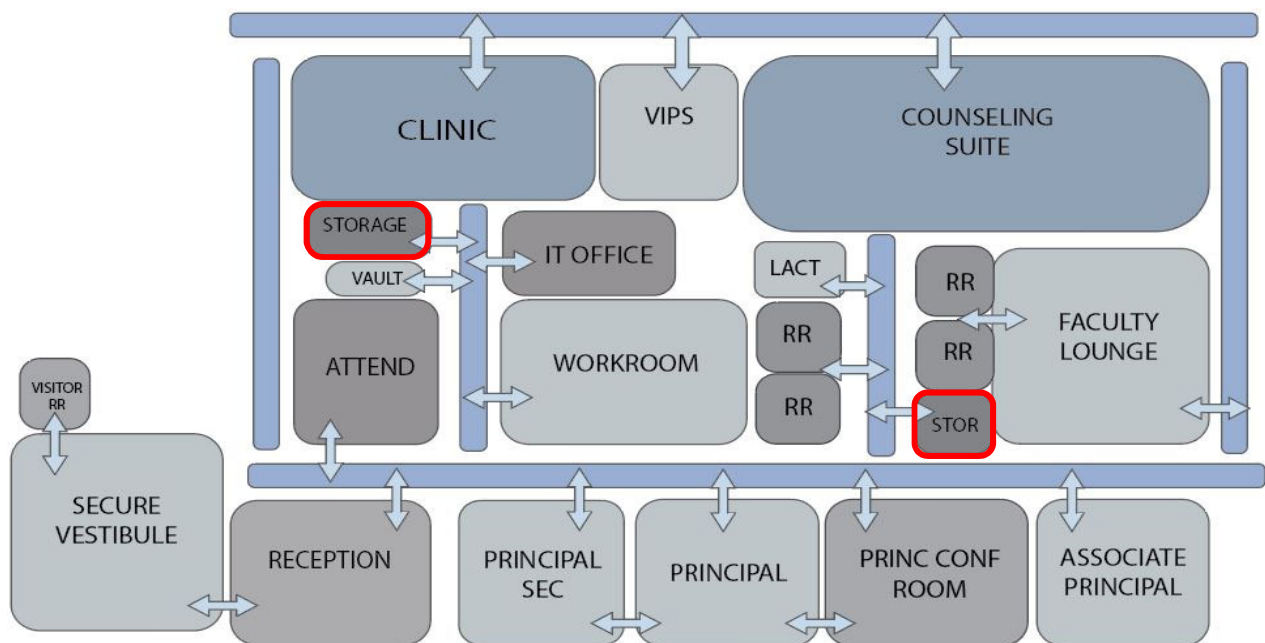 CLINIC
VIPS
COUNSELING
SUITE
STORAGE
VAULT
IT OFFICE
LACT
RR
RR
FACULTY
LOUNGE
ATTEND
WORKROOM
RR
RR
STOR
VISITOR
RR
SECURE
VESTIBULE
RECEPTION
PRINCIPAL
SEC
PRINCIPAL
PRINC CONF
ROOM
ASSOCIATE
PRINCIPAL